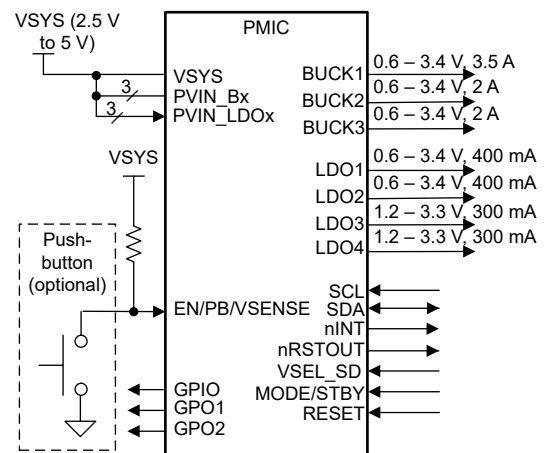 VSYS (2.5 V
to 5 V)
PMIC
3
VSYS
3
PVIN_Bx
PVIN_LDOx
BUCK1
0.6 – 3.4 V, 3.5 A
BUCK2
0.6 – 3.4 V, 2 A
BUCK3
0.6 – 3.4 V, 2 A
VSYS
LDO1
0.6 – 3.4 V, 400 mA
LDO2
0.6 – 3.4 V, 400 mA
LDO3
1.2 – 3.3 V, 300 mA
LDO4
1.2 – 3.3 V, 300 mA
Push-
button
(optional)
EN/PB/VSENSE
SCL
SDA
nINT
nRSTOUT
VSEL_SD
MODE/STBY
RESET
GPIO
GPO1
GPO2